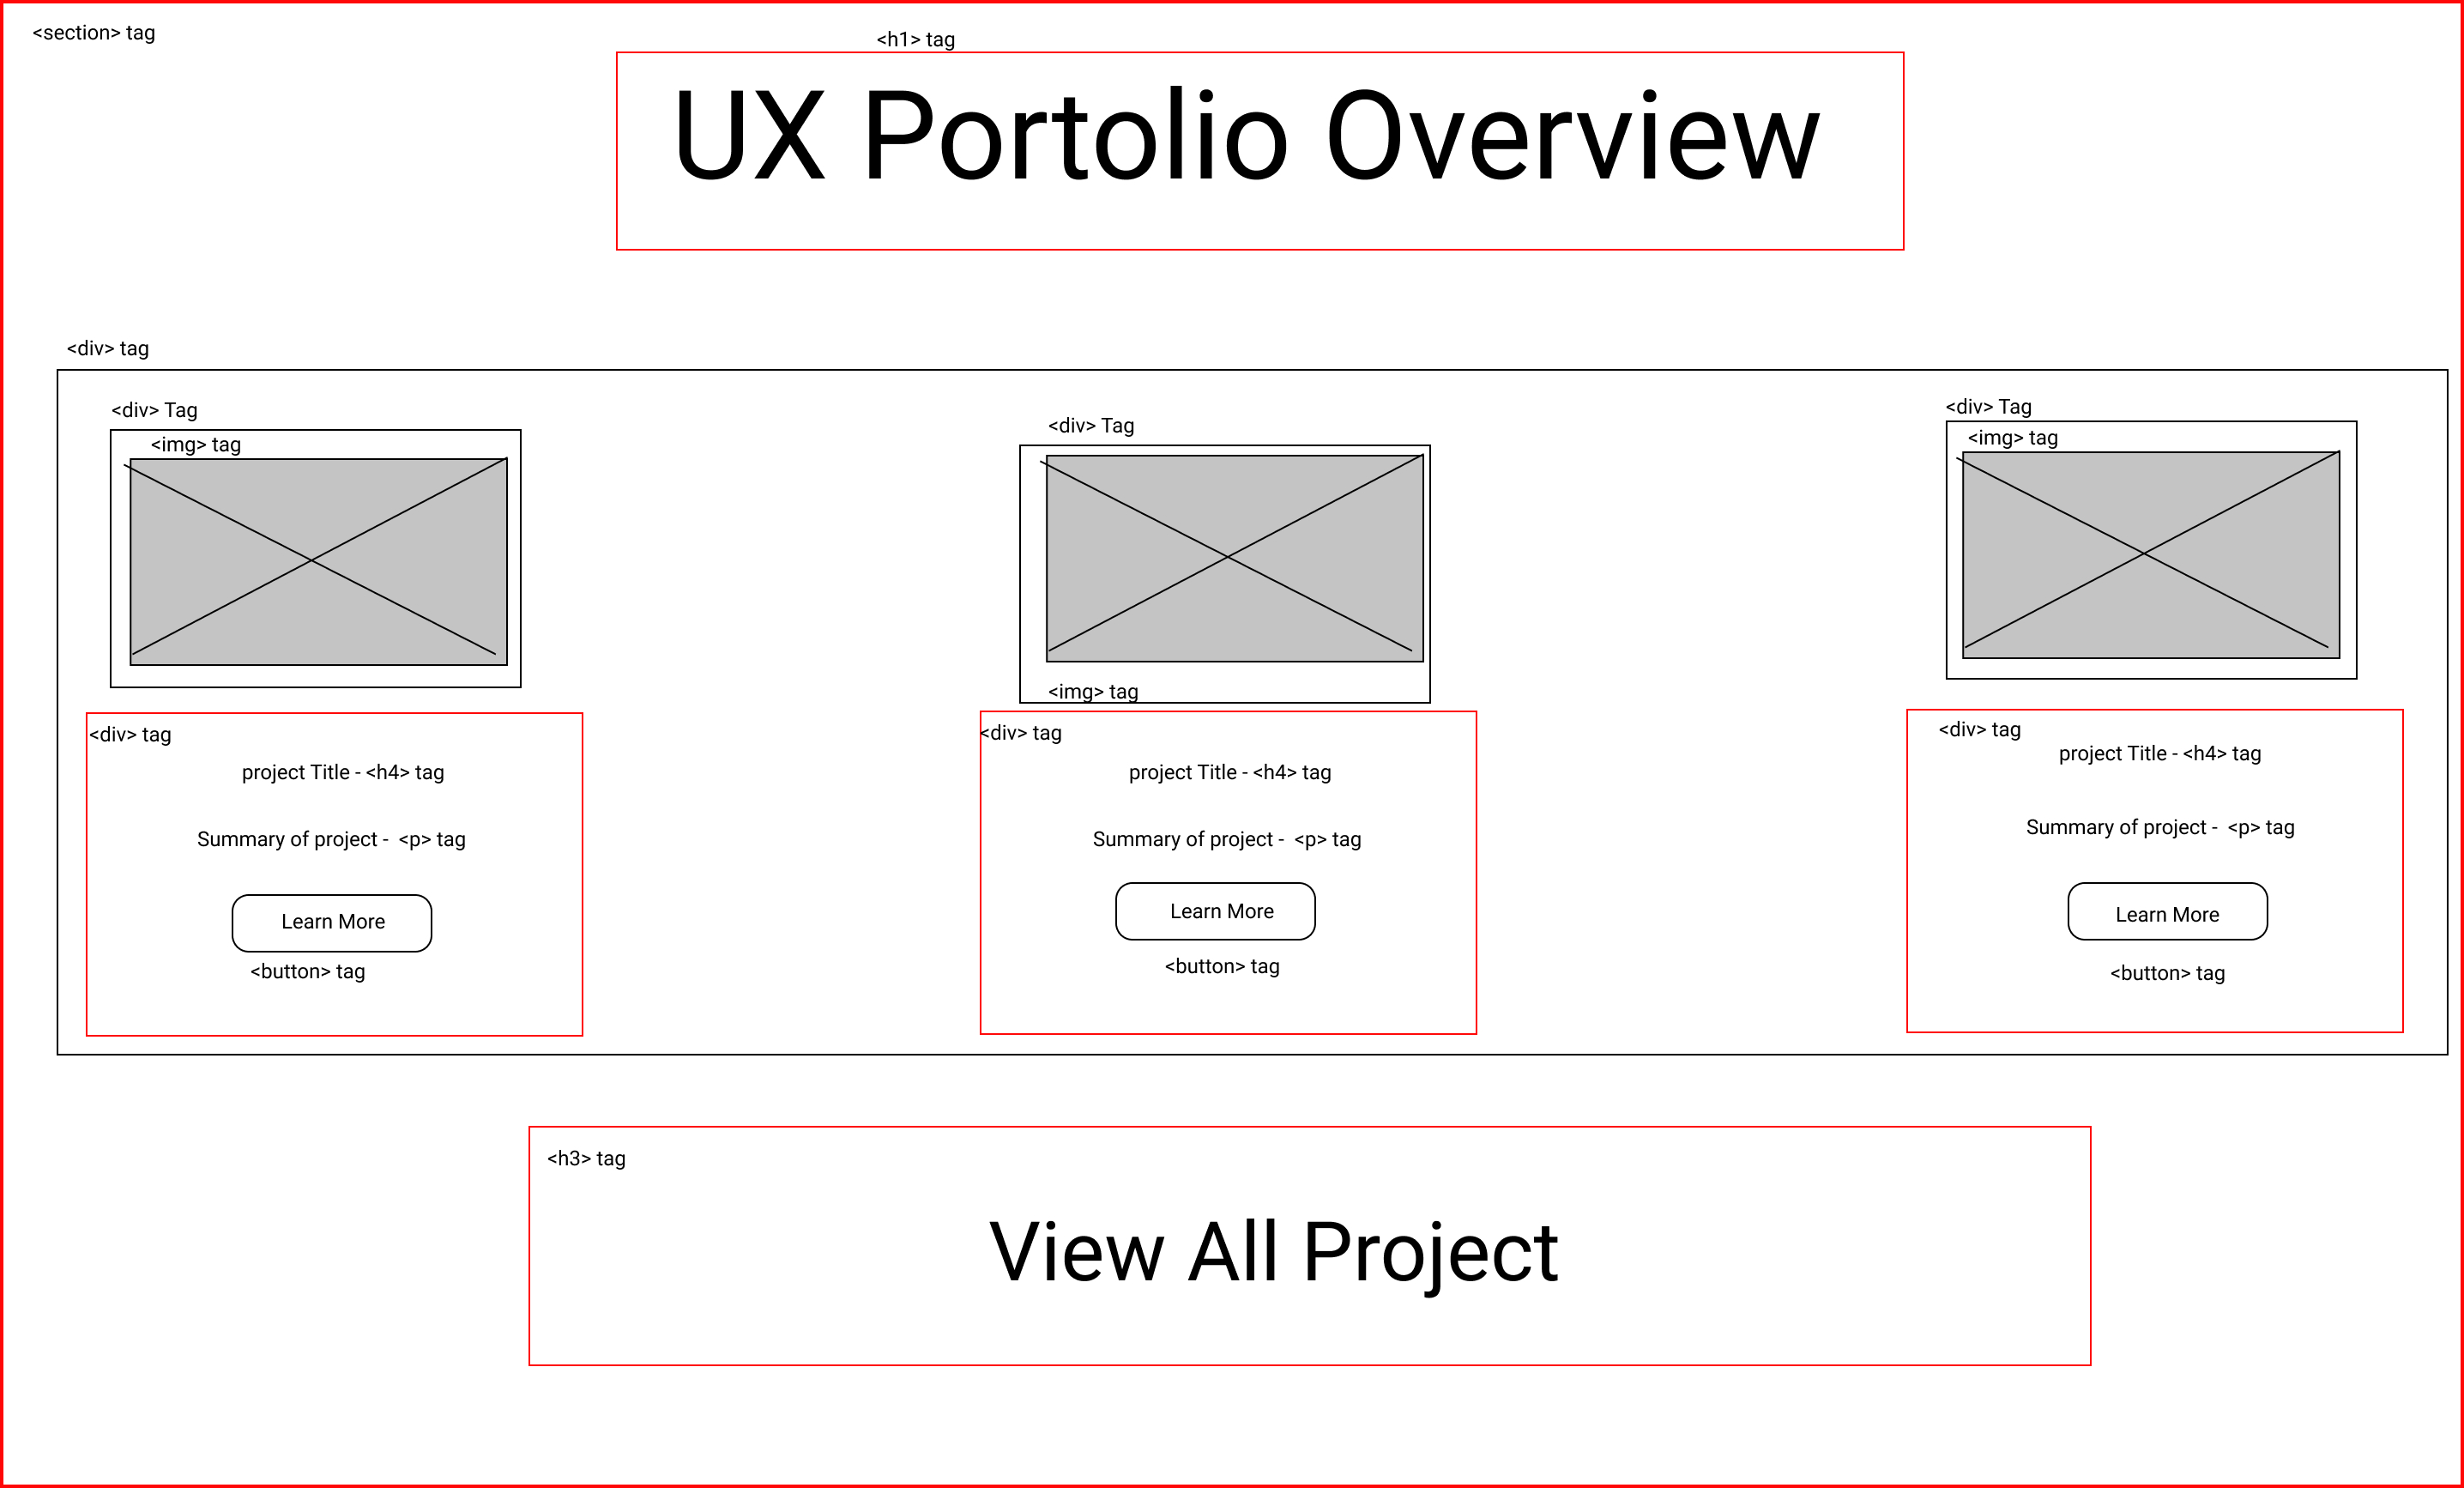 <section> tag
<h1> tag
UX Portolio Overview
<div> tag
<div> Tag
<img> tag
<div> tag
project Title - <h4> tag
Summary of project -  <p> tag
Learn More
<button> tag
<div> Tag
<img> tag
<div> tag
project Title - <h4> tag
Summary of project -  <p> tag
Learn More
<button> tag
<div> Tag
<img> tag
<div> tag
project Title - <h4> tag
Summary of project -  <p> tag
Learn More
<button> tag
<h3> tag
View All Project